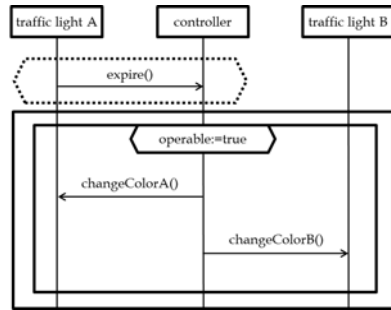 traffic light A
controller
traffic light B
expire()
operable:=true
changeColorA()
changeColorB()